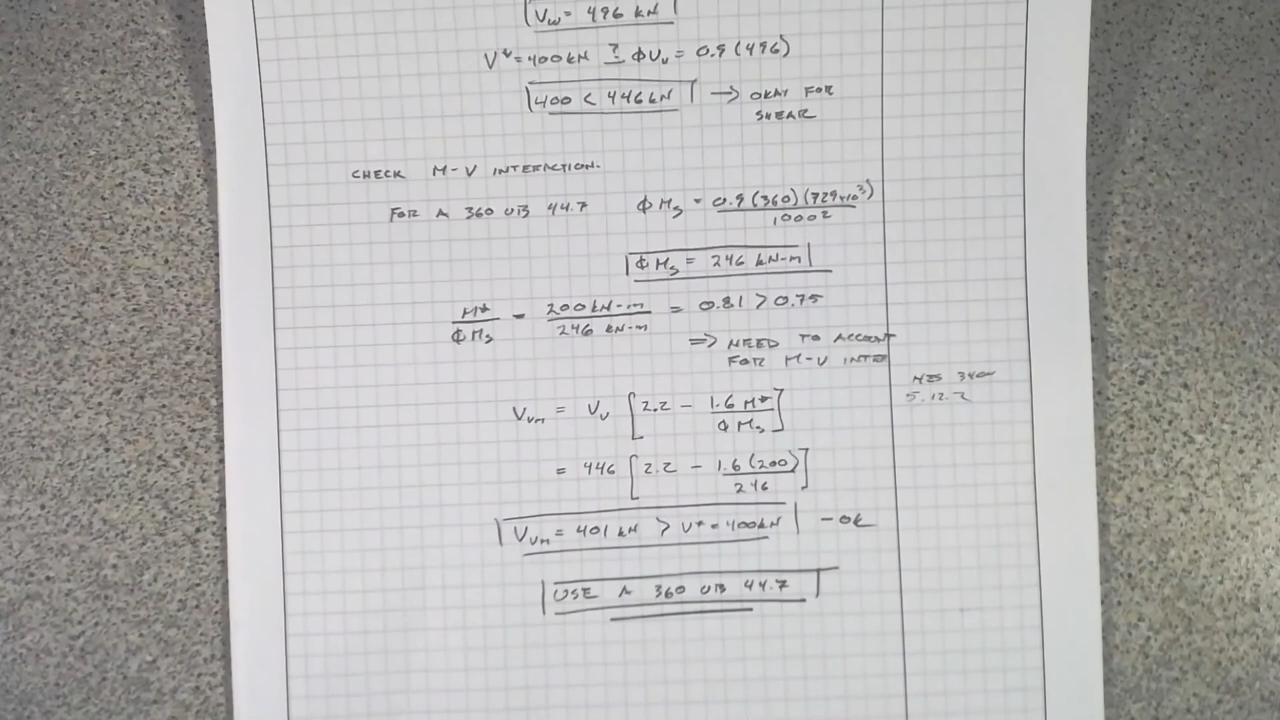 Vw = 496 kN
V* = 400 kN ? ≤ φVv = 0.9 (496)
400 < 446 kN → OKAY FOR
SHEAR
CHECK M-V INTERACTION.
FOR A 360 UB 44.7 φMs = 0.9 (360)(729×10³) / 1000²
φMs = 246 kN-m
M* / φMs = 200 kN-m / 246 kN-m = 0.81 > 0.75
⇒ NEED TO ACCOUNT
FOR M-V INTER
NZS 3404
5.12.2
Vvm = Vv [2.2 - 1.6 M* / φMs]
= 446 [2.2 - 1.6 (200) / 246]
Vvm = 401 kN > V* = 400 kN - OK
USE A 360 UB 44.7